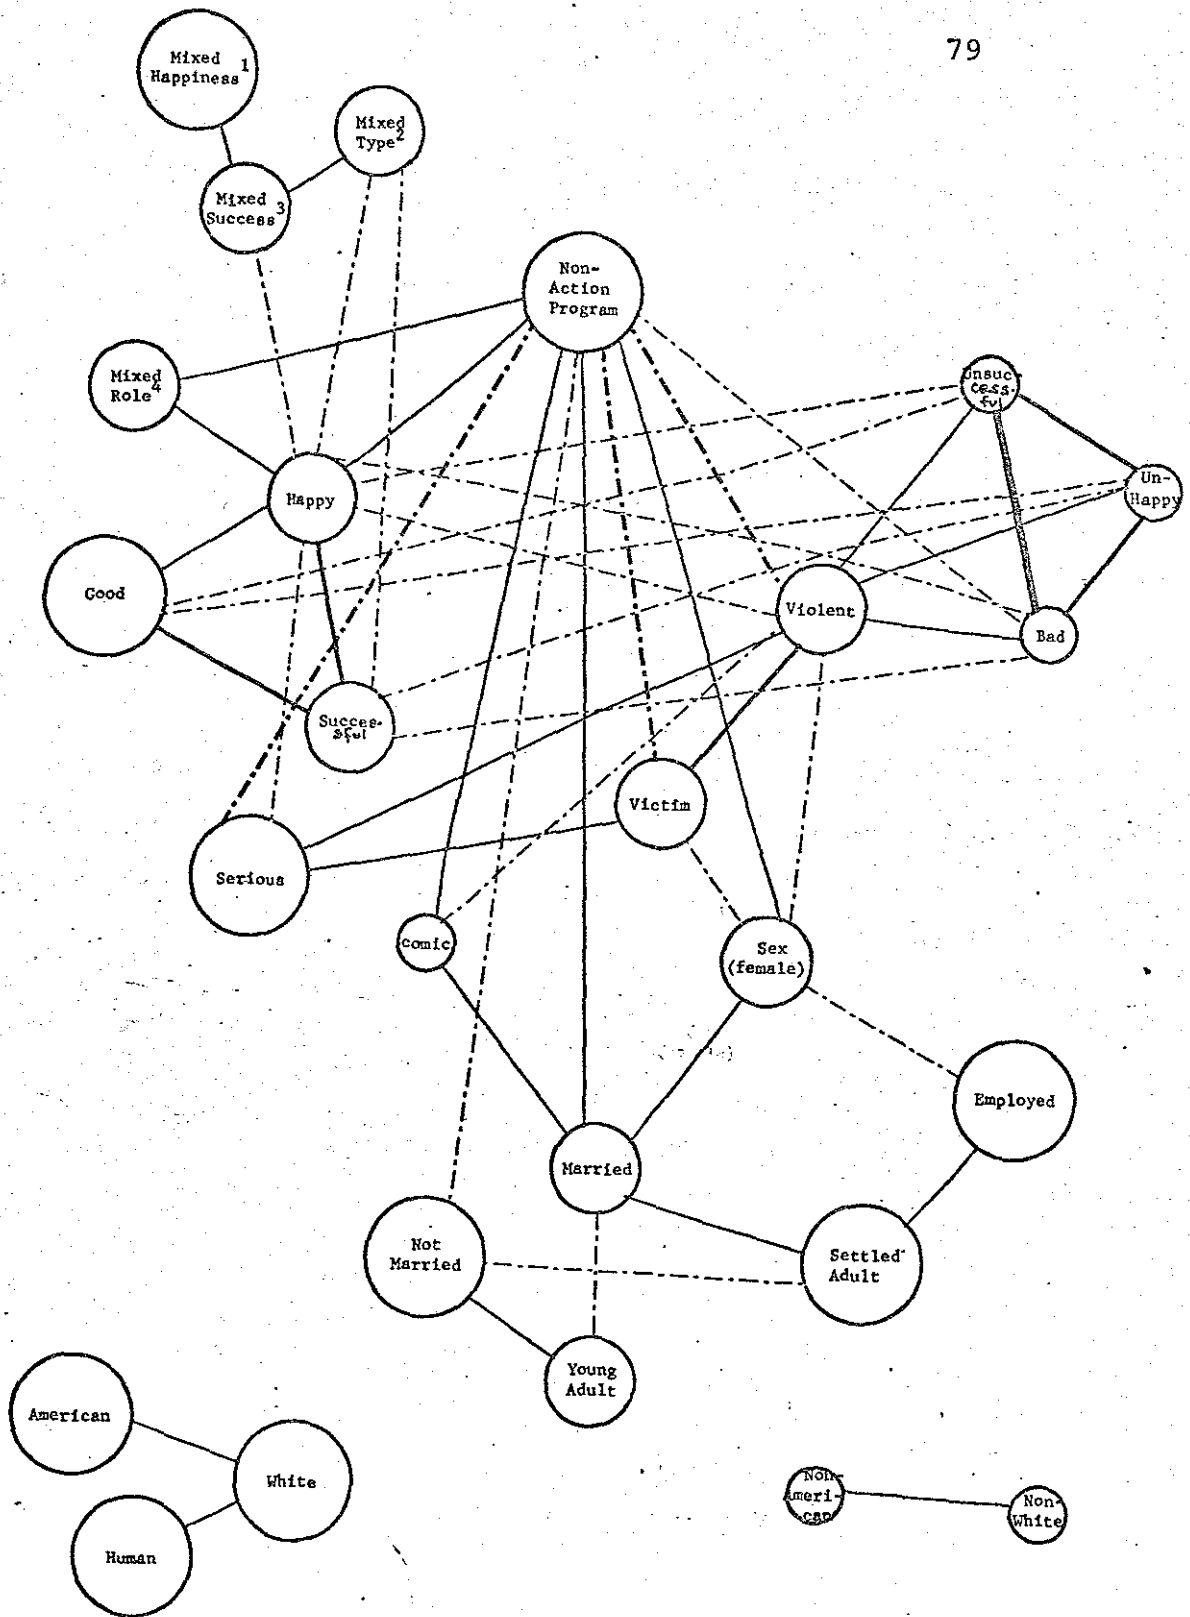 79
Mixed
Happiness 1
Mixed
Type 2
Mixed
Success 3
Non-
Action
Program
Mixed
Role 4
Unsuc-
cess-
ful
Un-
Happy
Happy
Good
Violent
Bad
Succes-
sful
Victim
Serious
comic
Sex
(female)
Employed
Married
Not
Married
Settled
Adult
Young
Adult
American
White
Human
Non-
Ameri-
can
Non-
White